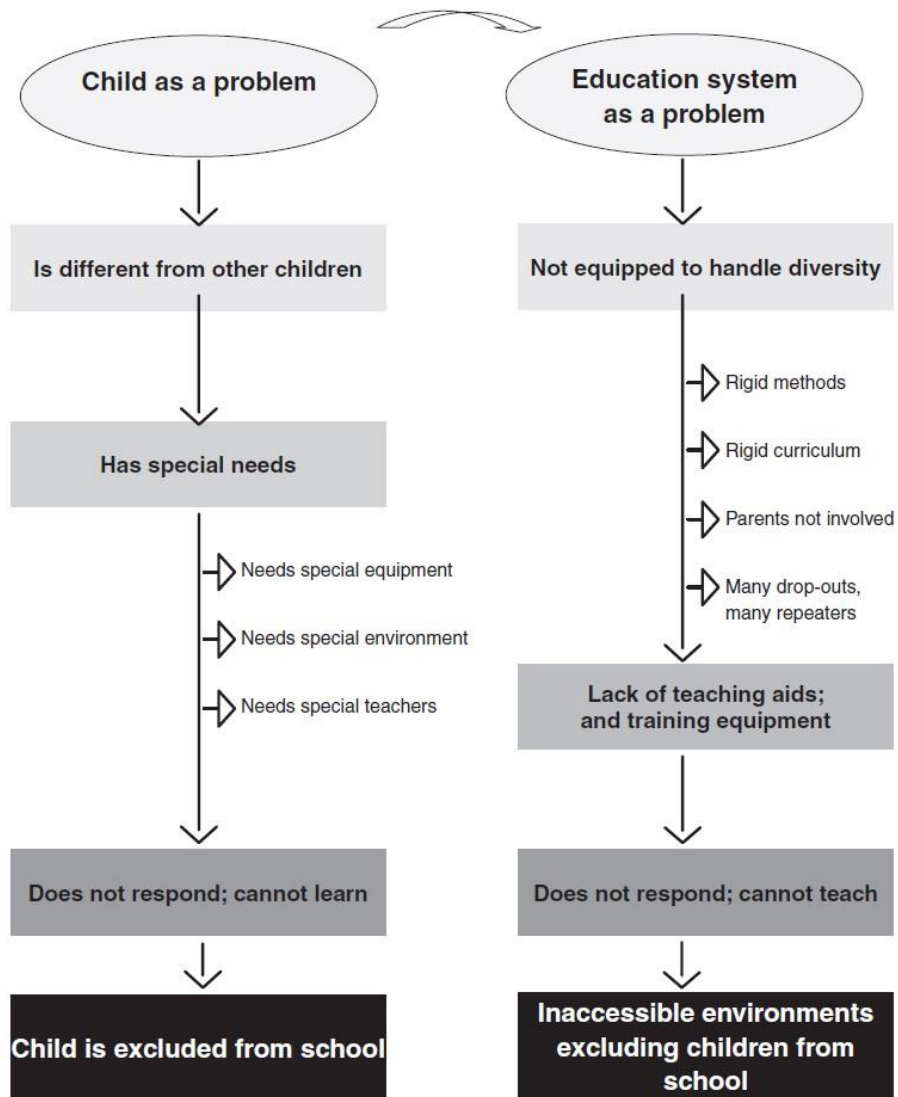 Child as a problem
Is different from other children
Has special needs
Needs special equipment
Needs special environment
Needs special teachers
Does not respond; cannot learn
Child is excluded from school
Education system
as a problem
Not equipped to handle diversity
Rigid methods
Rigid curriculum
Parents not involved
Many drop-outs,
many repeaters
Lack of teaching aids;
and training equipment
Does not respond; cannot teach
Inaccessible environments
excluding children from
school